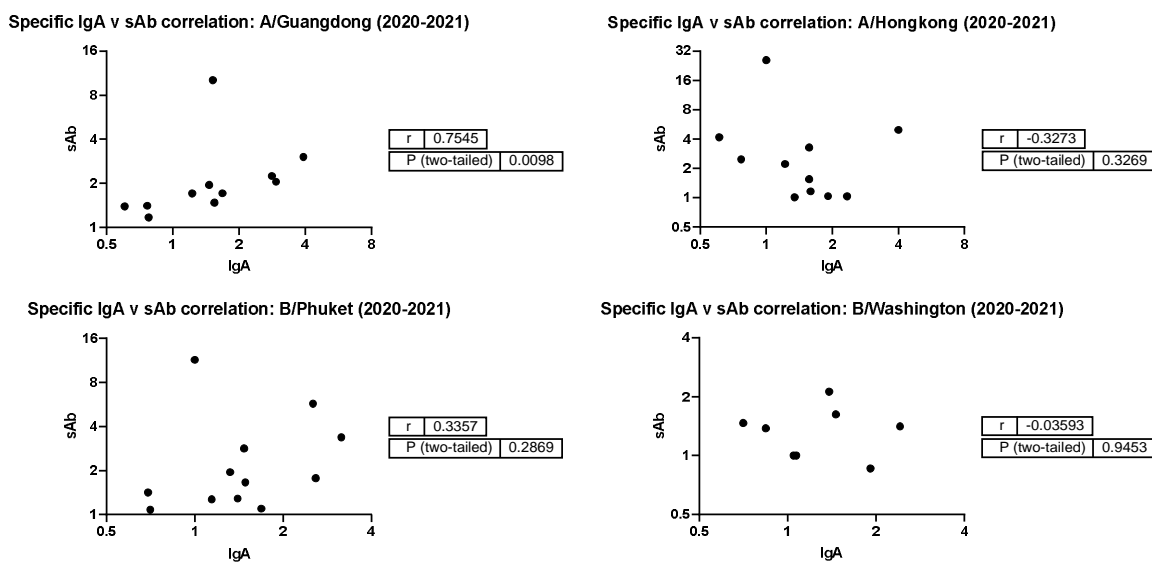 Specific IgA v sAb correlation: A/Guangdong (2020-2021)
16
8
4
2
1
sAb
0.5 1 2 4 8
IgA
r 0.7545
P (two-tailed) 0.0098
Specific IgA v sAb correlation: A/Hongkong (2020-2021)
32
16
8
4
2
1
0.5
sAb
0.5 1 2 4 8
IgA
r -0.3273
P (two-tailed) 0.3269
Specific IgA v sAb correlation: B/Phuket (2020-2021)
16
8
4
2
1
sAb
0.5 1 2 4
IgA
r 0.3357
P (two-tailed) 0.2869
Specific IgA v sAb correlation: B/Washington (2020-2021)
4
2
1
0.5
sAb
0.5 1 2 4
IgA
r -0.03593
P (two-tailed) 0.9453